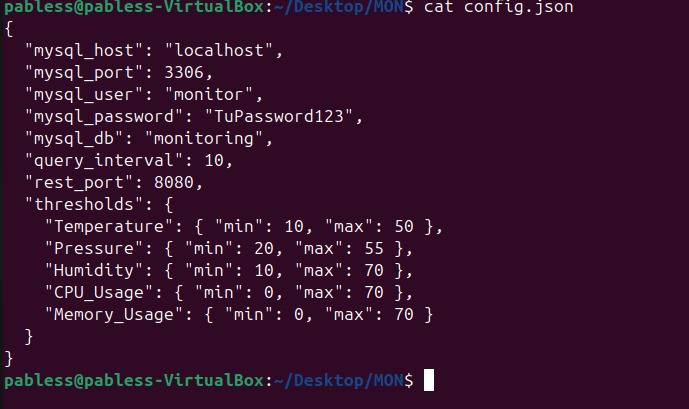 pabless@pabless-VirtualBox:~/Desktop/MON$ cat config.json
{
  "mysql_host": "localhost",
  "mysql_port": 3306,
  "mysql_user": "monitor",
  "mysql_password": "TuPassword123",
  "mysql_db": "monitoring",
  "query_interval": 10,
  "rest_port": 8080,
  "thresholds": {
    "Temperature": { "min": 10, "max": 50 },
    "Pressure": { "min": 20, "max": 55 },
    "Humidity": { "min": 10, "max": 70 },
    "CPU_Usage": { "min": 0, "max": 70 },
    "Memory_Usage": { "min": 0, "max": 70 }
  }
}
pabless@pabless-VirtualBox:~/Desktop/MON$